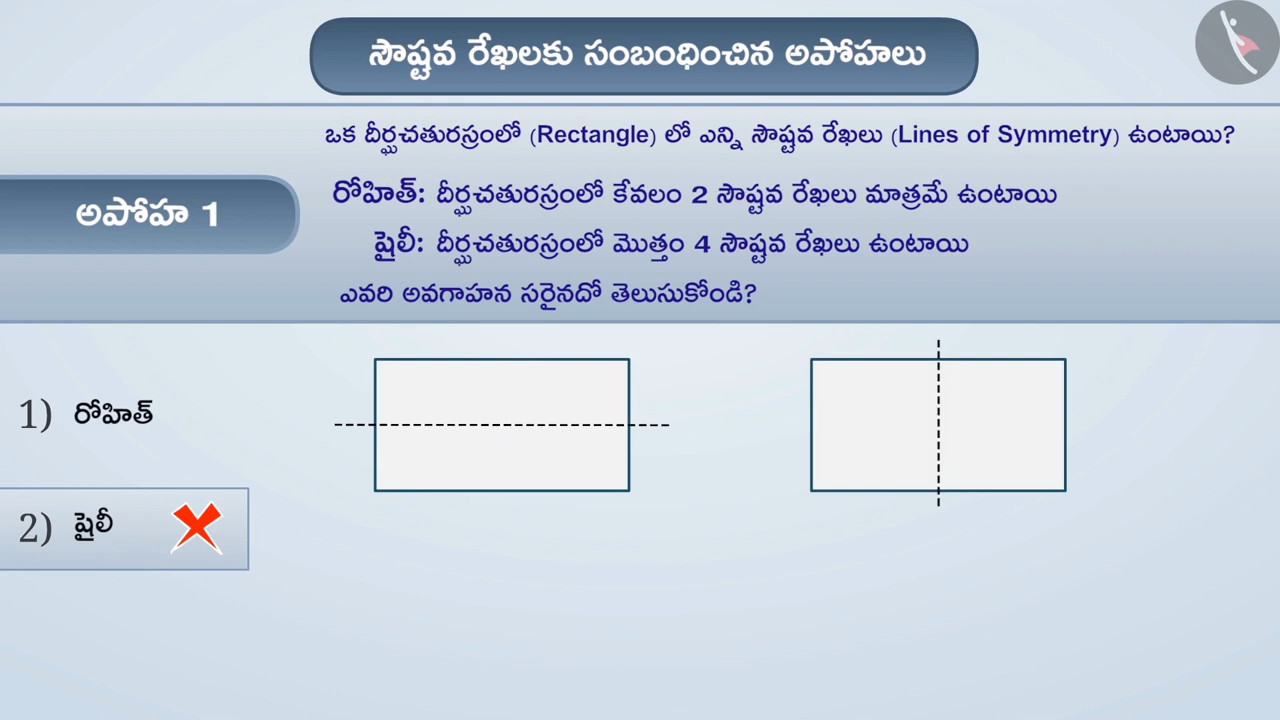 సౌష్టవ రేఖలకు సంబంధించిన అపోహలు
ఒక దీర్ఘచతురస్రంలో (Rectangle) లో ఎన్ని సౌష్టవ రేఖలు (Lines of Symmetry) ఉంటాయి?
అపోహ 1
రోహిత్: దీర్ఘచతురస్రంలో కేవలం 2 సౌష్టవ రేఖలు మాత్రమే ఉంటాయి
షైలీ: దీర్ఘచతురస్రంలో మొత్తం 4 సౌష్టవ రేఖలు ఉంటాయి
ఎవరి అవగాహన సరైనదో తెలుసుకోండి?
1) రోహిత్
2) షైలీ